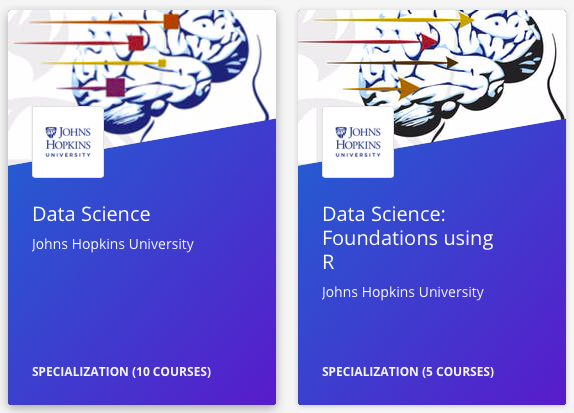 JOHNS
HOPKINS
UNIVERSITY
Data Science
Johns Hopkins University
SPECIALIZATION (10 COURSES)
JOHNS
HOPKINS
UNIVERSITY
Data Science:
Foundations using
R
Johns Hopkins University
SPECIALIZATION (5 COURSES)